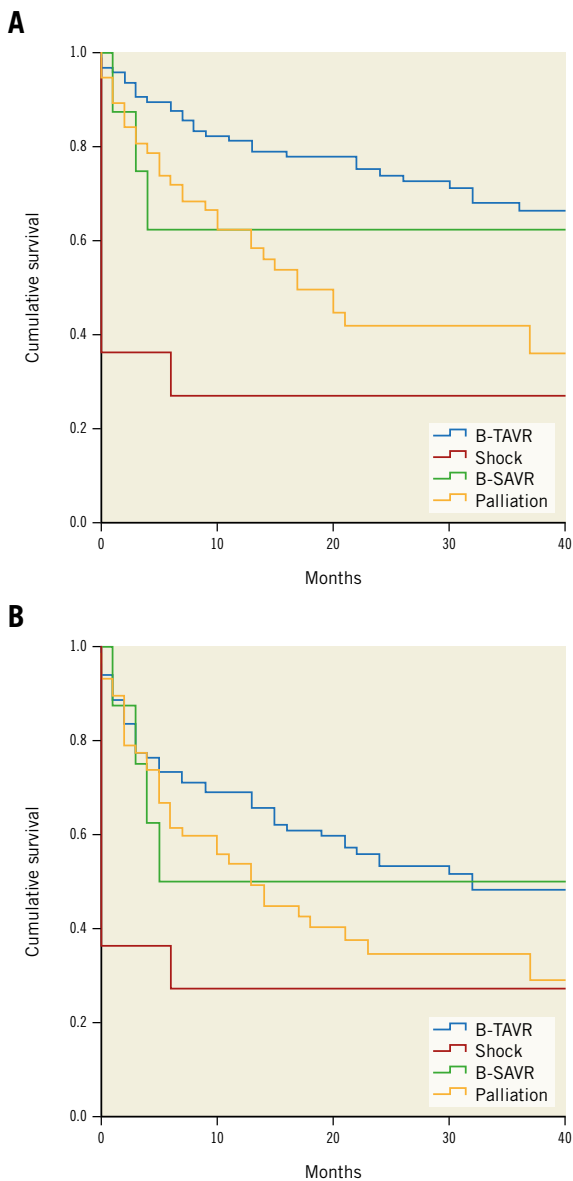 A
1.0
0.8
0.6
0.4
0.2
0.0
Cumulative survival
B-TAVR
Shock
B-SAVR
Palliation
0 10 20 30 40
Months
B
1.0
0.8
0.6
0.4
0.2
0.0
Cumulative survival
B-TAVR
Shock
B-SAVR
Palliation
0 10 20 30 40
Months